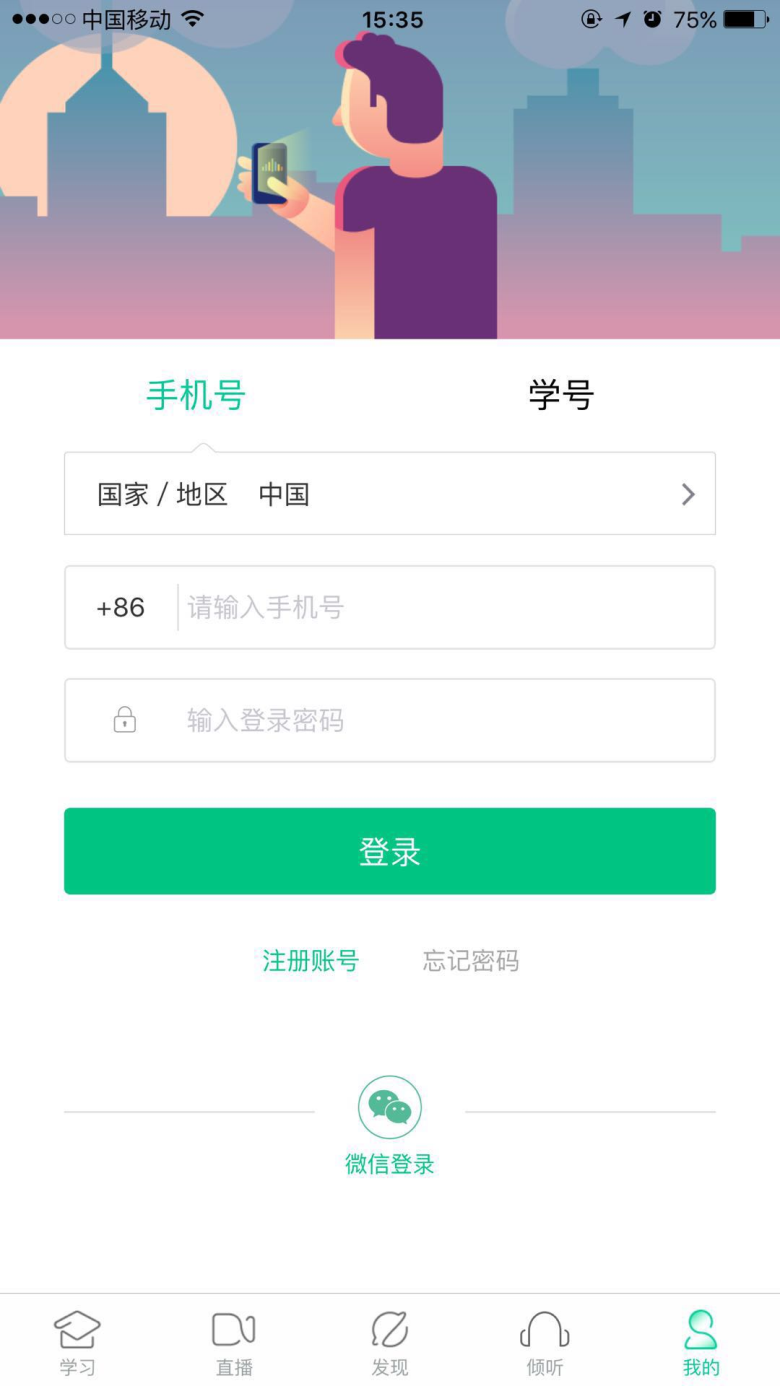 中国移动 15:35 75%
手机号 学号
国家 / 地区 中国
+86 请输入手机号
输入登录密码
登录
注册账号 忘记密码
微信登录
学习 直播 发现 倾听 我的